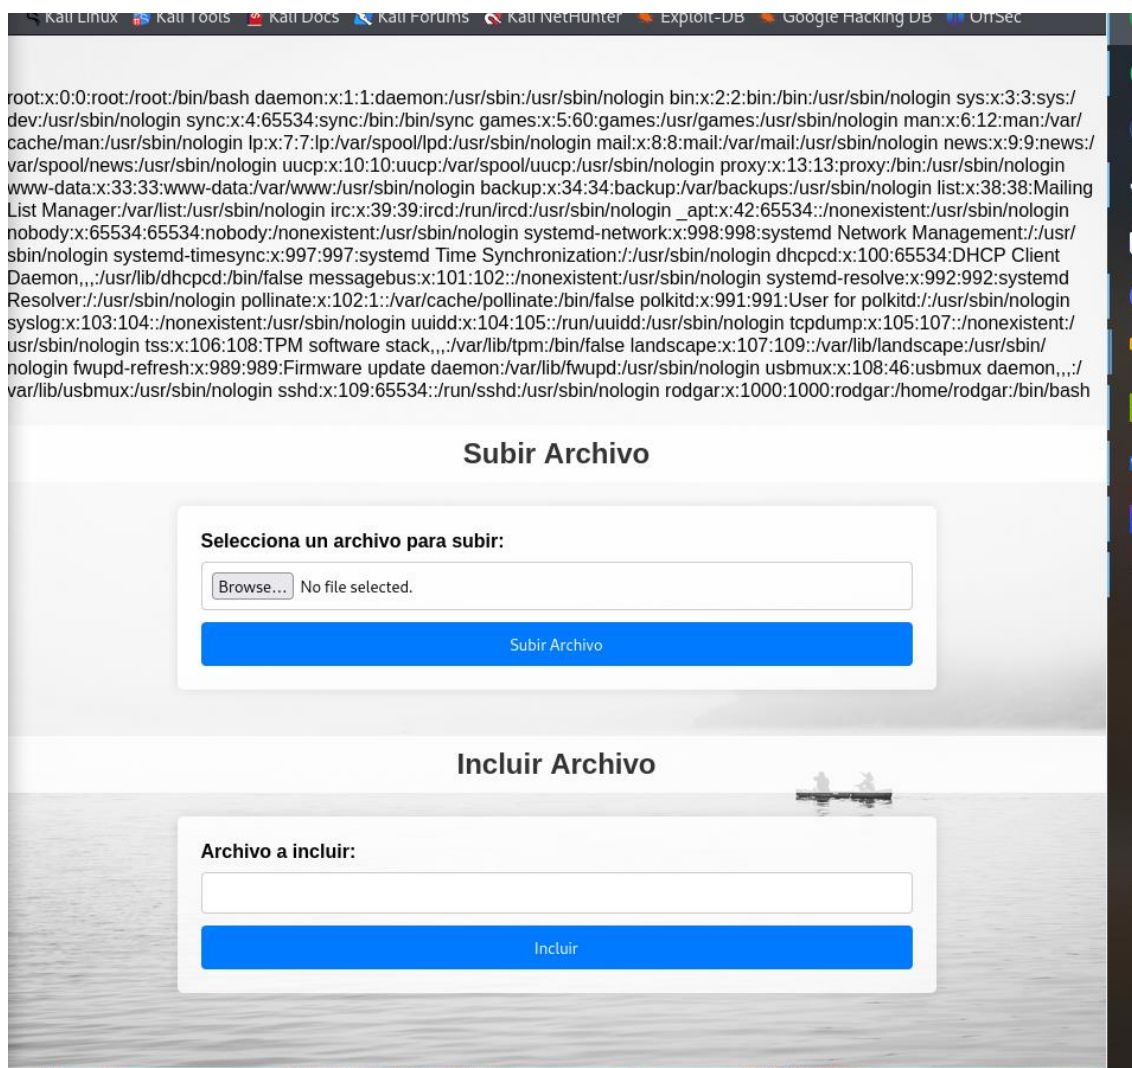 Kali Linux Kali Tools Kali Docs Kali Forums Kali NetHunter Exploit-DB Google Hacking DB OffSec
root:x:0:0:root:/root:/bin/bash daemon:x:1:1:daemon:/usr/sbin:/usr/sbin/nologin bin:x:2:2:bin:/bin:/usr/sbin/nologin sys:x:3:3:sys:/
dev:/usr/sbin/nologin sync:x:4:65534:sync:/bin:/bin/sync games:x:5:60:games:/usr/games:/usr/sbin/nologin man:x:6:12:man:/var/
cache/man:/usr/sbin/nologin lp:x:7:7:lp:/var/spool/lpd:/usr/sbin/nologin mail:x:8:8:mail:/var/mail:/usr/sbin/nologin news:x:9:9:news:/
var/spool/news:/usr/sbin/nologin uucp:x:10:10:uucp:/var/spool/uucp:/usr/sbin/nologin proxy:x:13:13:proxy:/bin:/usr/sbin/nologin
www-data:x:33:33:www-data:/var/www:/usr/sbin/nologin backup:x:34:34:backup:/var/backups:/usr/sbin/nologin list:x:38:38:Mailing
List Manager:/var/list:/usr/sbin/nologin irc:x:39:39:ircd:/run/ircd:/usr/sbin/nologin _apt:x:42:65534::/nonexistent:/usr/sbin/nologin
nobody:x:65534:65534:nobody:/nonexistent:/usr/sbin/nologin systemd-network:x:998:998:systemd Network Management:/:/usr/
sbin/nologin systemd-timesync:x:997:997:systemd Time Synchronization:/:/usr/sbin/nologin dhcpcd:x:100:65534:DHCP Client
Daemon,,,:/usr/lib/dhcpcd:/bin/false messagebus:x:101:102::/nonexistent:/usr/sbin/nologin systemd-resolve:x:992:992:systemd
Resolver:/:/usr/sbin/nologin pollinate:x:102:1::/var/cache/pollinate:/bin/false polkitd:x:991:991:User for polkitd:/:/usr/sbin/nologin
syslog:x:103:104::/nonexistent:/usr/sbin/nologin uuidd:x:104:105::/run/uuidd:/usr/sbin/nologin tcpdump:x:105:107::/nonexistent:/
usr/sbin/nologin tss:x:106:108:TPM software stack,,,:/var/lib/tpm:/bin/false landscape:x:107:109::/var/lib/landscape:/usr/sbin/
nologin fwupd-refresh:x:989:989:Firmware update daemon:/var/lib/fwupd:/usr/sbin/nologin usbmux:x:108:46:usbmux daemon,,,:/
var/lib/usbmux:/usr/sbin/nologin sshd:x:109:65534::/run/sshd:/usr/sbin/nologin rodgar:x:1000:1000:rodgar:/home/rodgar:/bin/bash
Subir Archivo
Selecciona un archivo para subir:
Browse... No file selected.
Subir Archivo
Incluir Archivo
Archivo a incluir:
Incluir